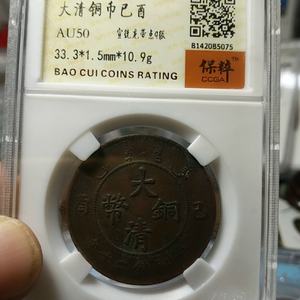 大清铜币己酉
AU50
33.3*1.5mm*10.9g
BAO CUI COINS RATING
B1420B5075
保粹
CCGA
大
清
銅
幣
己
酉